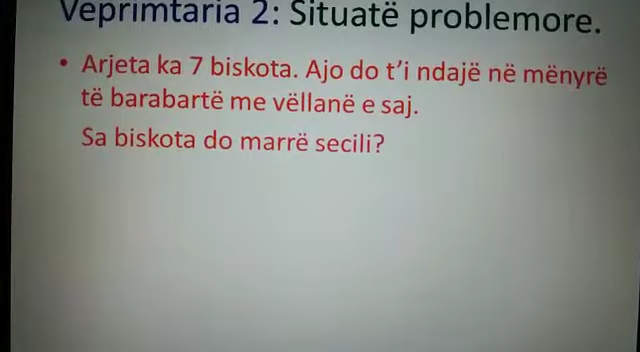 Veprimtaria 2: Situatë problemore.
• Arjeta ka 7 biskota. Ajo do t'i ndajë në mënyrë
të barabartë me vëllanë e saj.
Sa biskota do marrë secili?